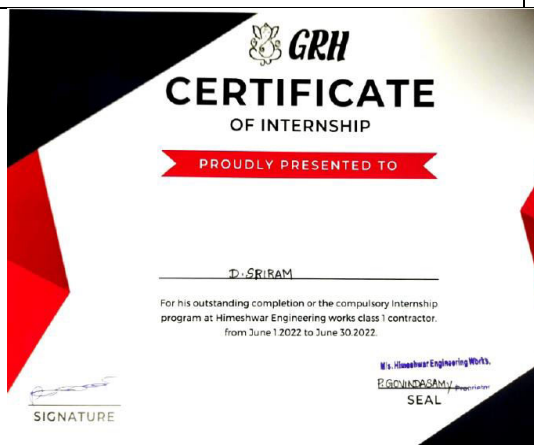 GRH
CERTIFICATE
OF INTERNSHIP
PROUDLY PRESENTED TO
D. SRIRAM
For his outstanding completion or the compulsory Internship
program at Himeshwar Engineering works class 1 contractor.
from June 1.2022 to June 30.2022.
M/s. Himeshwar Engineering Works,
P.GOVINDASAMY Proprietor
SEAL
SIGNATURE